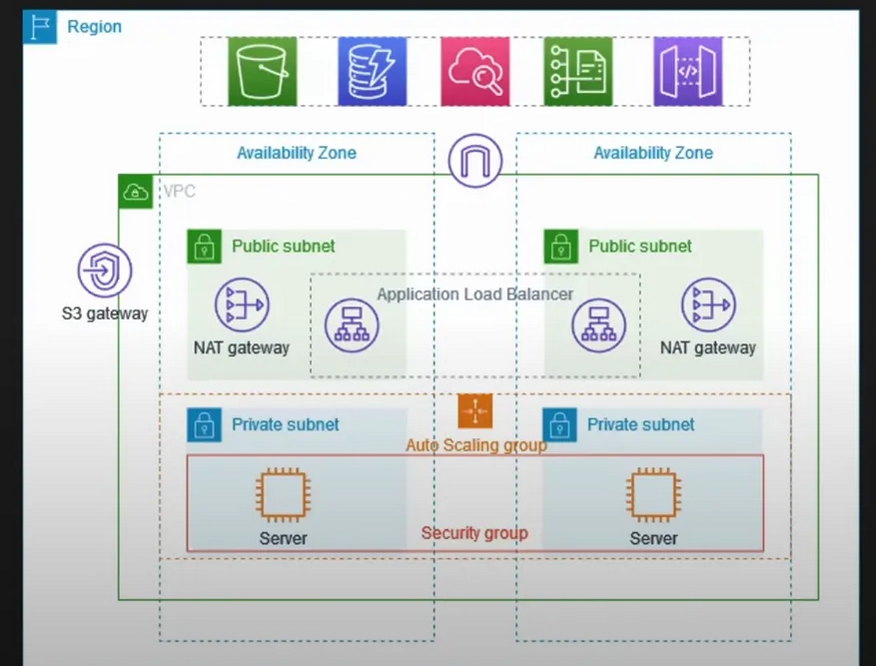 Region
Availability Zone
Availability Zone
VPC
Public subnet
Public subnet
S3 gateway
Application Load Balancer
NAT gateway
NAT gateway
Private subnet
Private subnet
Auto Scaling group
Security group
Server
Server